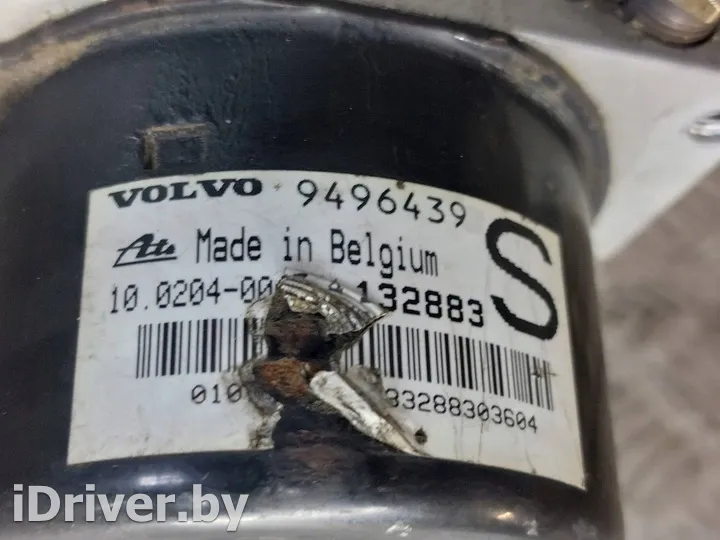 VOLVO 9496439
Ate Made in Belgium S
10.0204-00 132883
010 33288303604
iDriver.by